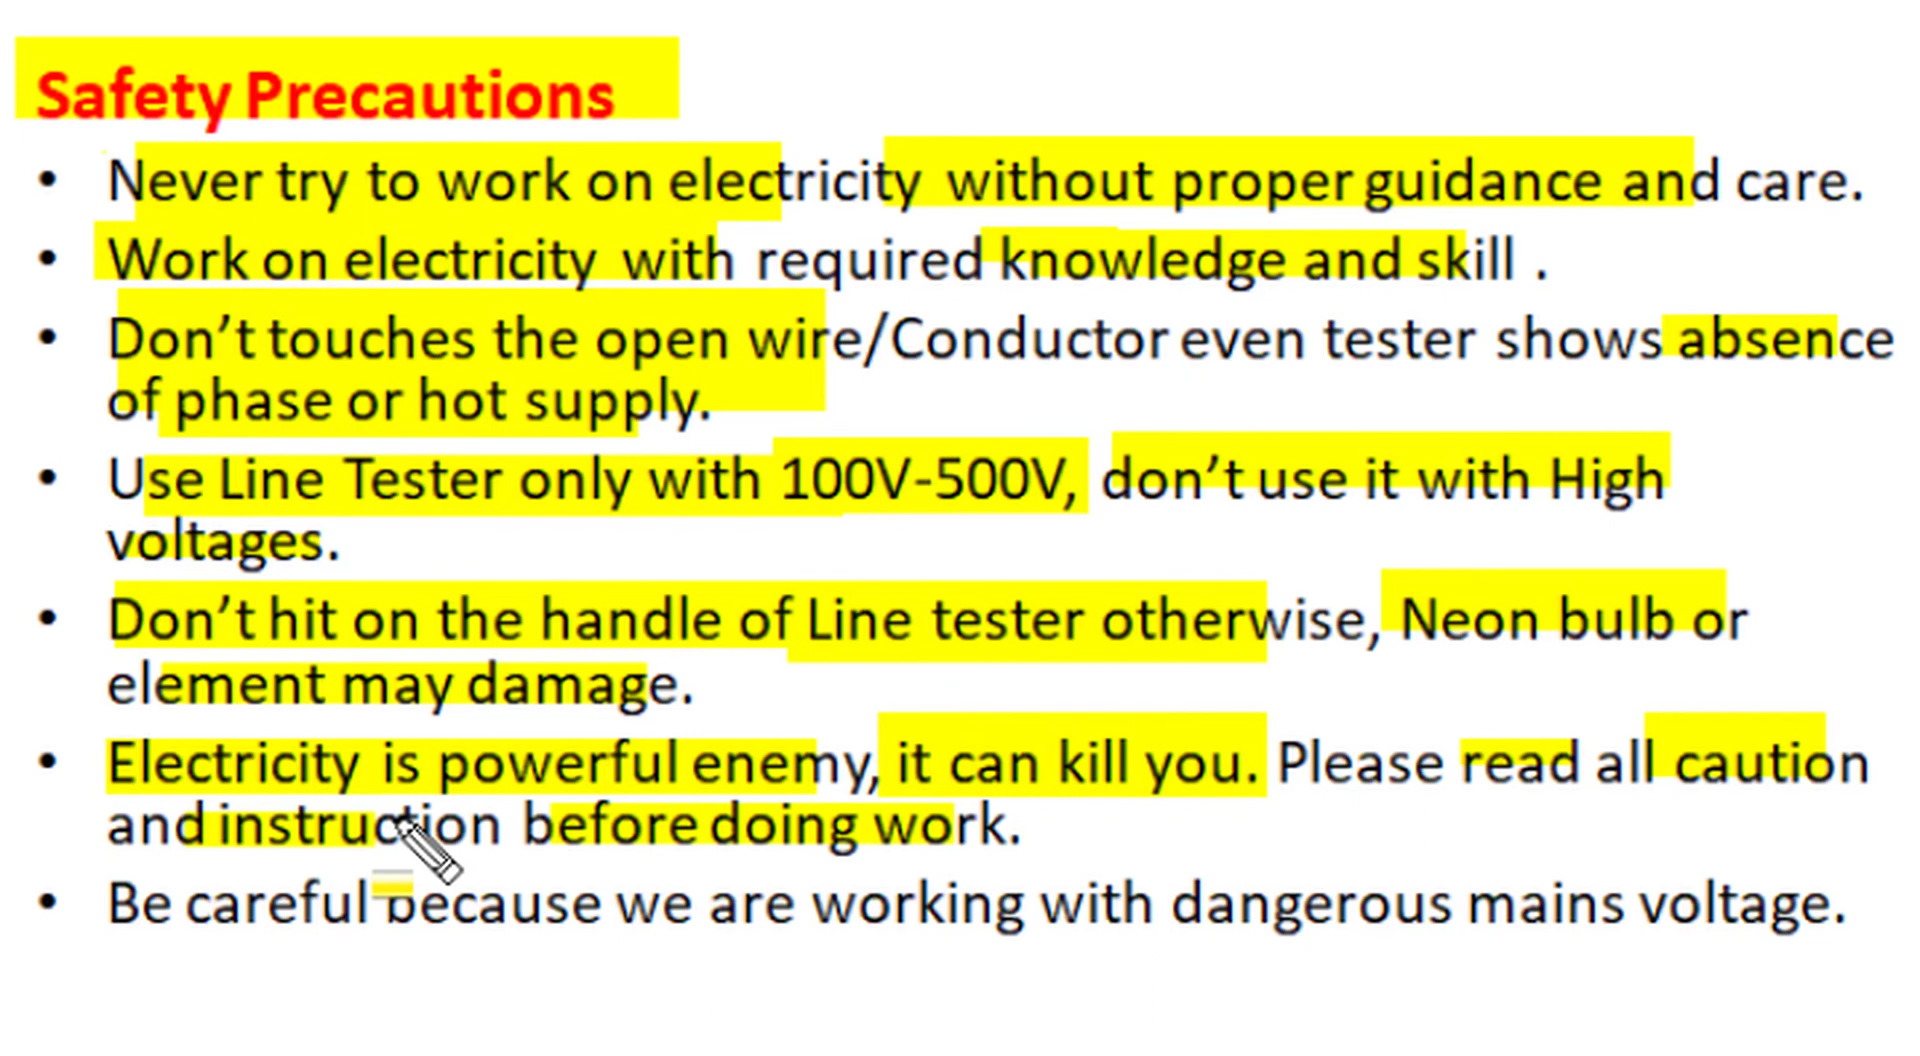 Safety Precautions
• Never try to work on electricity without proper guidance and care.
• Work on electricity with required knowledge and skill .
• Don't touches the open wire/Conductor even tester shows absence
of phase or hot supply.
• Use Line Tester only with 100V-500V, don't use it with High
voltages.
• Don't hit on the handle of Line tester otherwise, Neon bulb or
element may damage.
• Electricity is powerful enemy, it can kill you. Please read all caution
and instruction before doing work.
• Be careful because we are working with dangerous mains voltage.